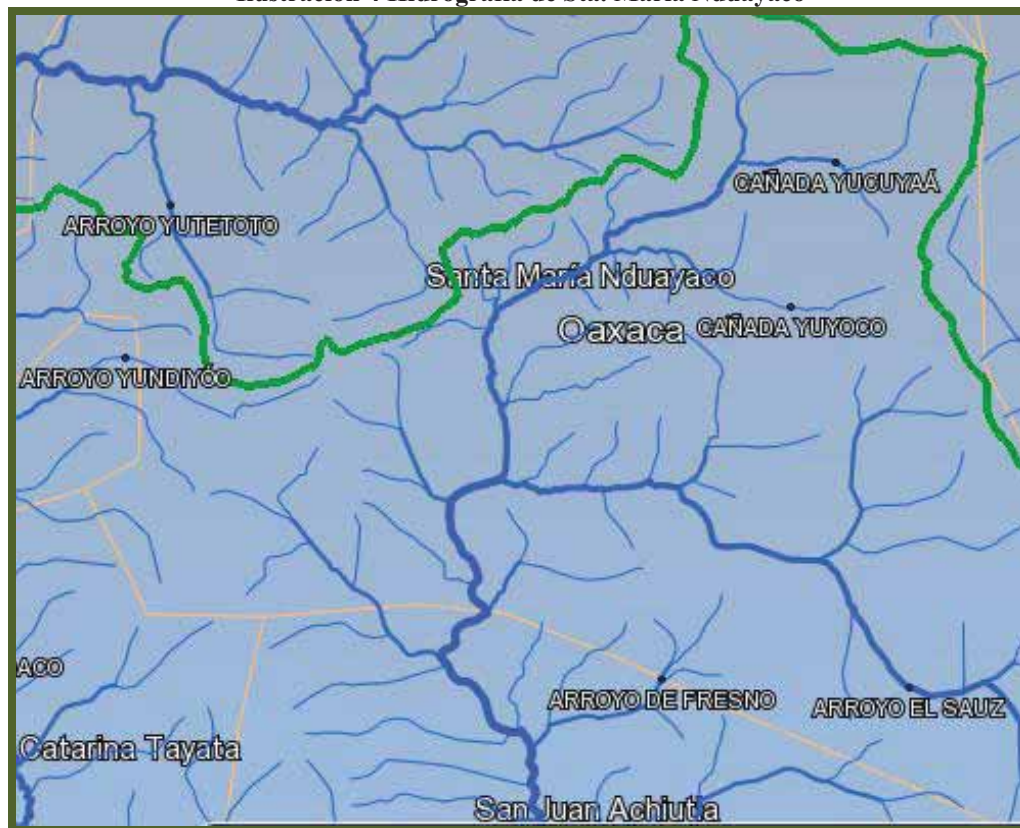 CAÑADA YUCUYAÁ
ARROYO YUTETOTO
Santa María Nduayaco
Oaxaca
CAÑADA YUYOCO
ARROYO YUNDIYÓO
ACO
ARROYO DE FRESNO
ARROYO EL SAUZ
Catarina Tayata
San Juan Achiutla